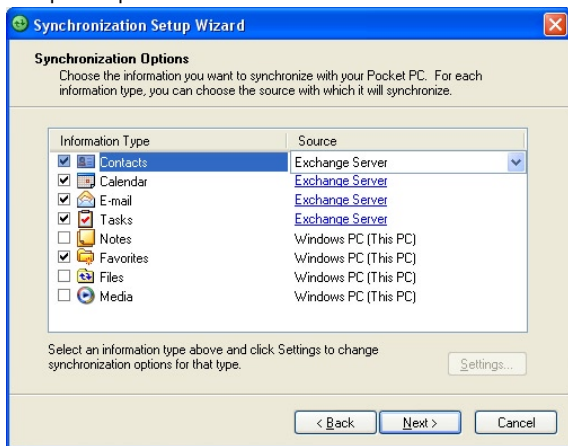 Synchronization Setup Wizard
Synchronization Options
Choose the information you want to synchronize with your Pocket PC. For each
information type, you can choose the source with which it will synchronize.
Information Type Source
Contacts Exchange Server
Calendar Exchange Server
E-mail Exchange Server
Tasks Exchange Server
Notes Windows PC (This PC)
Favorites Windows PC (This PC)
Files Windows PC (This PC)
Media Windows PC (This PC)
Select an information type above and click Settings to change
synchronization options for that type.
Settings...
< Back Next > Cancel